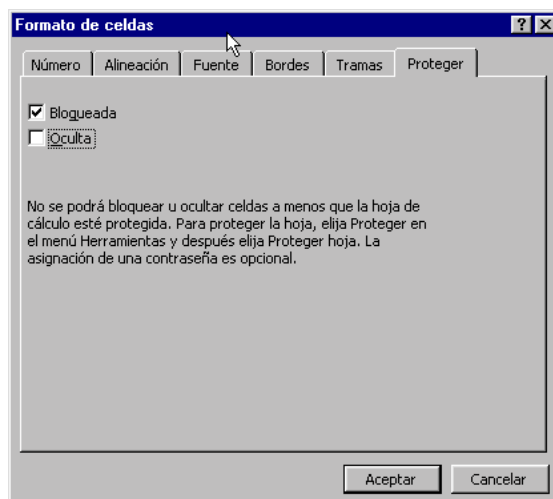 Formato de celdas
Número Alineación Fuente Bordes Tramas Proteger
Bloqueada
Oculta
No se podrá bloquear u ocultar celdas a menos que la hoja de
cálculo esté protegida. Para proteger la hoja, elija Proteger en
el menú Herramientas y después elija Proteger hoja. La
asignación de una contraseña es opcional.
Aceptar Cancelar